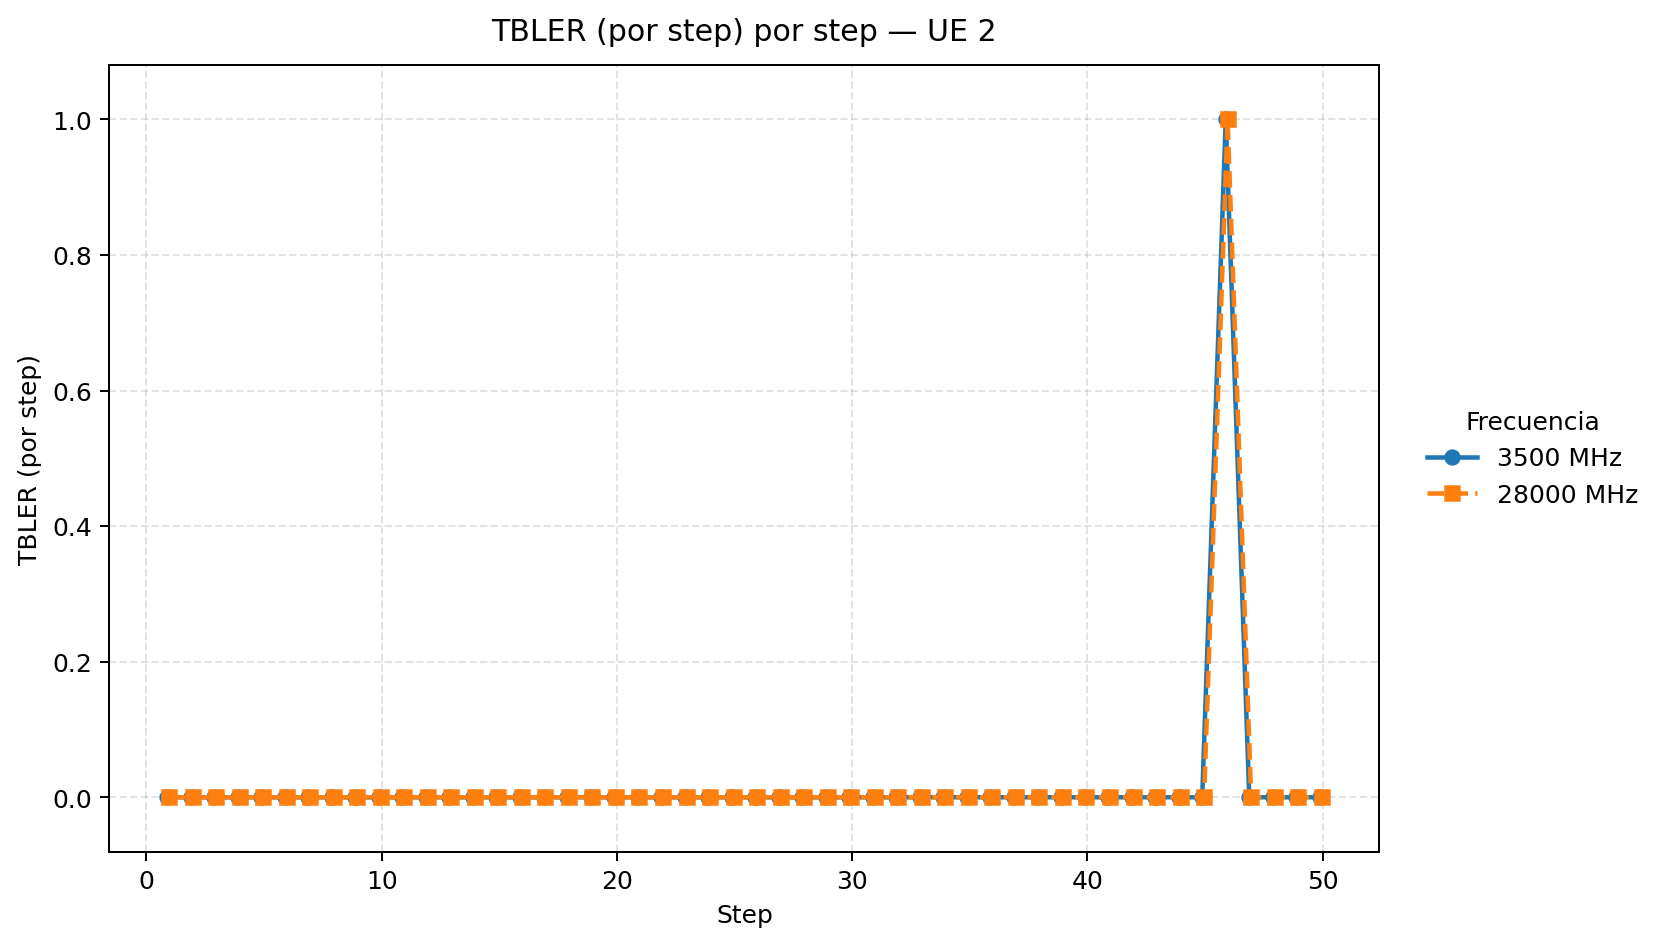 TBLER (por step) por step — UE 2
TBLER (por step)
1.0
0.8
0.6
0.4
0.2
0.0
0
10
20
30
40
50
Step
Frecuencia
3500 MHz
28000 MHz